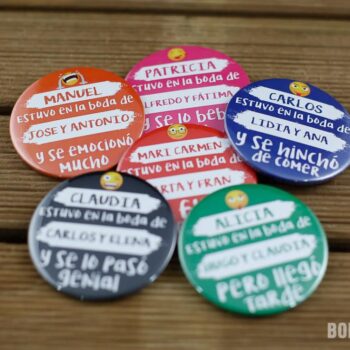 MANUEL
ESTUVO EN LA BODA DE
JOSE Y ANTONIO
Y SE EMOCIONÓ
MUCHO
PATRICIA
ESTUVO EN LA BODA DE
ALFREDO Y FÁTIMA
Y SE LO BEB
CARLOS
ESTUVO EN LA BODA DE
LIDIA Y ANA
Y SE HINCHÓ
DE COMER
MARI CARMEN
ESTUVO EN LA BODA DE
RTA Y FRAN
CLAUDIA
ESTUVO EN LA BODA DE
CARLOS Y ELENA
Y SE LO PASÓ
GENIAL
ALICIA
ESTUVO EN LA BODA DE
HUGO Y CLAUDIA
PERO LLEGÓ
TARDE